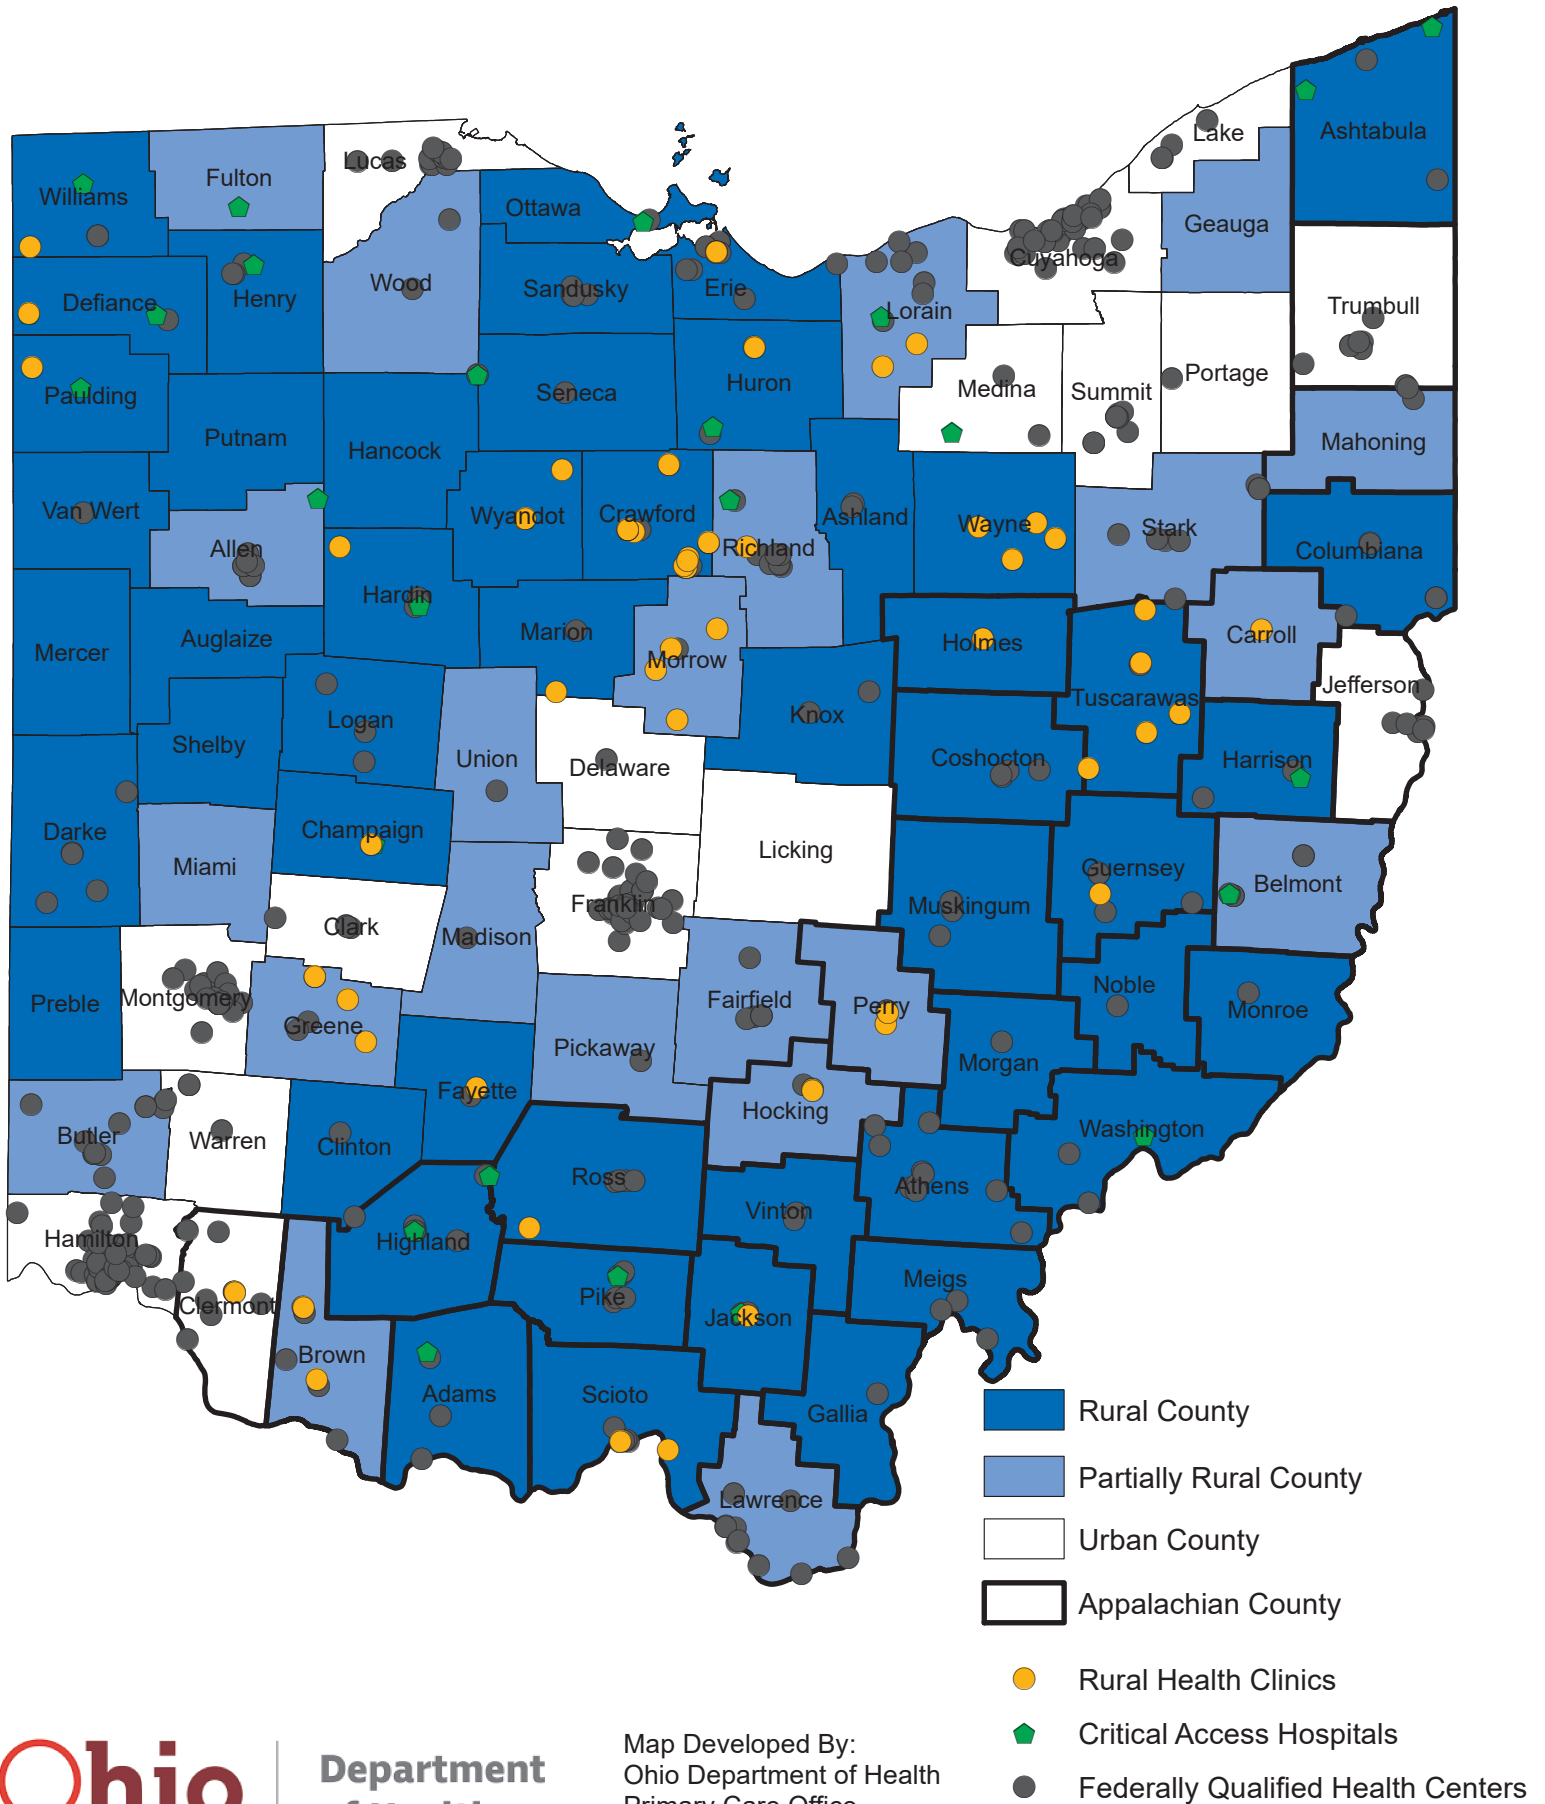 Lake
Ashtabula
Lucas
Fulton
Williams
Ottawa
Geauga
Cuyahoga
Wood
Sandusky
Erie
Defiance
Henry
Lorain
Trumbull
Paulding
Seneca
Huron
Medina
Summit
Portage
Putnam
Hancock
Mahoning
Van Wert
Wyandot
Crawford
Ashland
Wayne
Stark
Allen
Richland
Columbiana
Hardin
Marion
Holmes
Carroll
Mercer
Auglaize
Morrow
Jefferson
Tuscarawas
Logan
Knox
Shelby
Union
Delaware
Coshocton
Harrison
Darke
Champaign
Miami
Licking
Guernsey
Belmont
Clark
Franklin
Muskingum
Madison
Preble
Montgomery
Greene
Fairfield
Perry
Noble
Monroe
Pickaway
Morgan
Fayette
Hocking
Butler
Warren
Clinton
Washington
Ross
Athens
Vinton
Hamilton
Highland
Meigs
Clermont
Pike
Jackson
Brown
Adams
Scioto
Gallia
Lawrence
Rural County
Partially Rural County
Urban County
Appalachian County
Rural Health Clinics
Critical Access Hospitals
Federally Qualified Health Centers
Ohio
Department
Map Developed By:
Ohio Department of Health
Primary Care Office